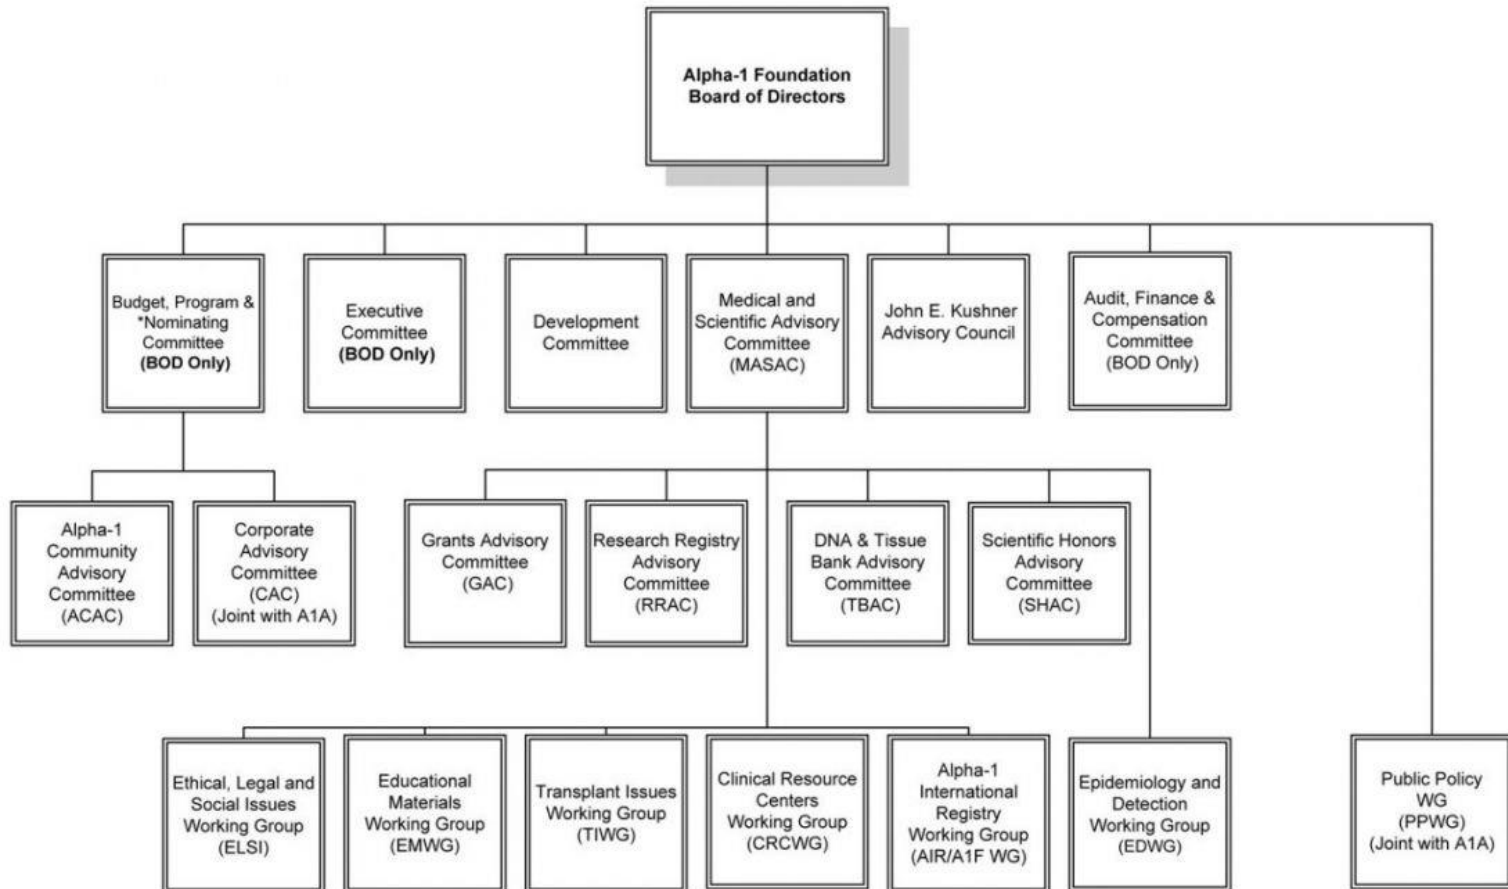 Alpha-1 Foundation
Board of Directors
Budget, Program &
*Nominating
Committee
(BOD Only)
Executive
Committee
(BOD Only)
Development
Committee
Medical and
Scientific Advisory
Committee
(MASAC)
John E. Kushner
Advisory Council
Audit, Finance &
Compensation
Committee
(BOD Only)
Alpha-1
Community
Advisory
Committee
(ACAC)
Corporate
Advisory
Committee
(CAC)
(Joint with A1A)
Grants Advisory
Committee
(GAC)
Research Registry
Advisory
Committee
(RRAC)
DNA & Tissue
Bank Advisory
Committee
(TBAC)
Scientific Honors
Advisory
Committee
(SHAC)
Ethical, Legal and
Social Issues
Working Group
(ELSI)
Educational
Materials
Working Group
(EMWG)
Transplant Issues
Working Group
(TIWG)
Clinical Resource
Centers
Working Group
(CRCWG)
Alpha-1
International
Registry
Working Group
(AIR/A1F WG)
Epidemiology and
Detection
Working Group
(EDWG)
Public Policy
WG
(PPWG)
(Joint with A1A)